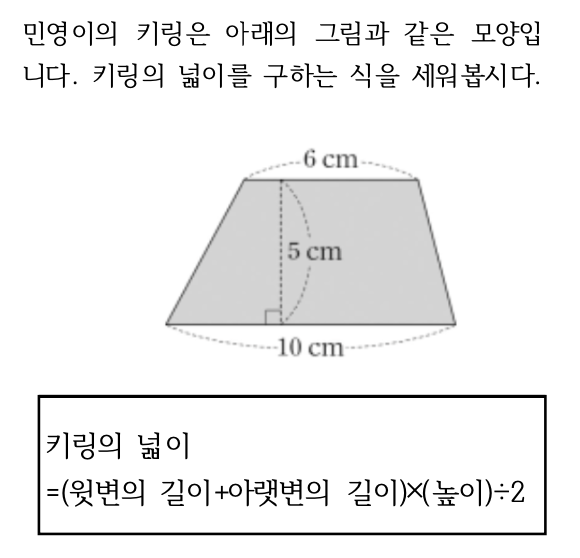 민영이의 키링은 아래의 그림과 같은 모양입
니다. 키링의 넓이를 구하는 식을 세워봅시다.
6 cm
5 cm
10 cm
키링의 넓이
=(윗변의 길이+아랫변의 길이)×(높이)÷2